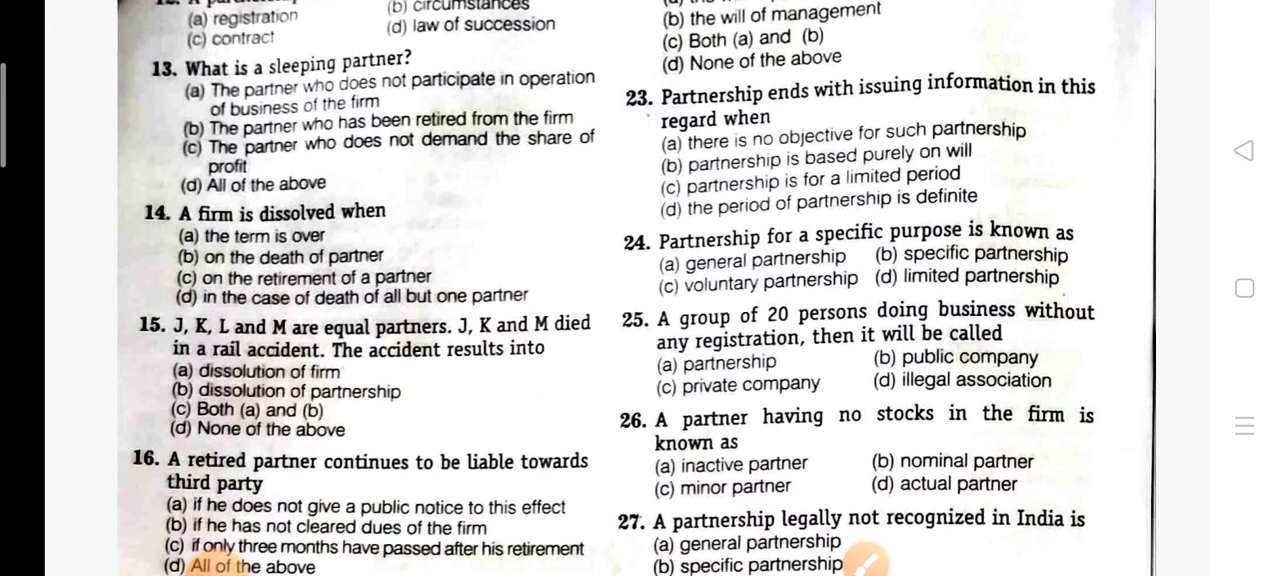 (a) registration
(b) circumstances
(c) contract
(d) law of succession
13. What is a sleeping partner?
(a) The partner who does not participate in operation
of business of the firm
(b) The partner who has been retired from the firm
(c) The partner who does not demand the share of
profit
(d) All of the above
14. A firm is dissolved when
(a) the term is over
(b) on the death of partner
(c) on the retirement of a partner
(d) in the case of death of all but one partner
15. J, K, L and M are equal partners. J, K and M died
in a rail accident. The accident results into
(a) dissolution of firm
(b) dissolution of partnership
(c) Both (a) and (b)
(d) None of the above
16. A retired partner continues to be liable towards
third party
(a) if he does not give a public notice to this effect
(b) if he has not cleared dues of the firm
(c) if only three months have passed after his retirement
(d) All of the above
(b) the will of management
(c) Both (a) and (b)
(d) None of the above
23. Partnership ends with issuing information in this
regard when
(a) there is no objective for such partnership
(b) partnership is based purely on will
(c) partnership is for a limited period
(d) the period of partnership is definite
24. Partnership for a specific purpose is known as
(a) general partnership (b) specific partnership
(c) voluntary partnership (d) limited partnership
25. A group of 20 persons doing business without
any registration, then it will be called
(a) partnership (b) public company
(c) private company (d) illegal association
26. A partner having no stocks in the firm is
known as
(a) inactive partner (b) nominal partner
(c) minor partner (d) actual partner
27. A partnership legally not recognized in India is
(a) general partnership
(b) specific partnership